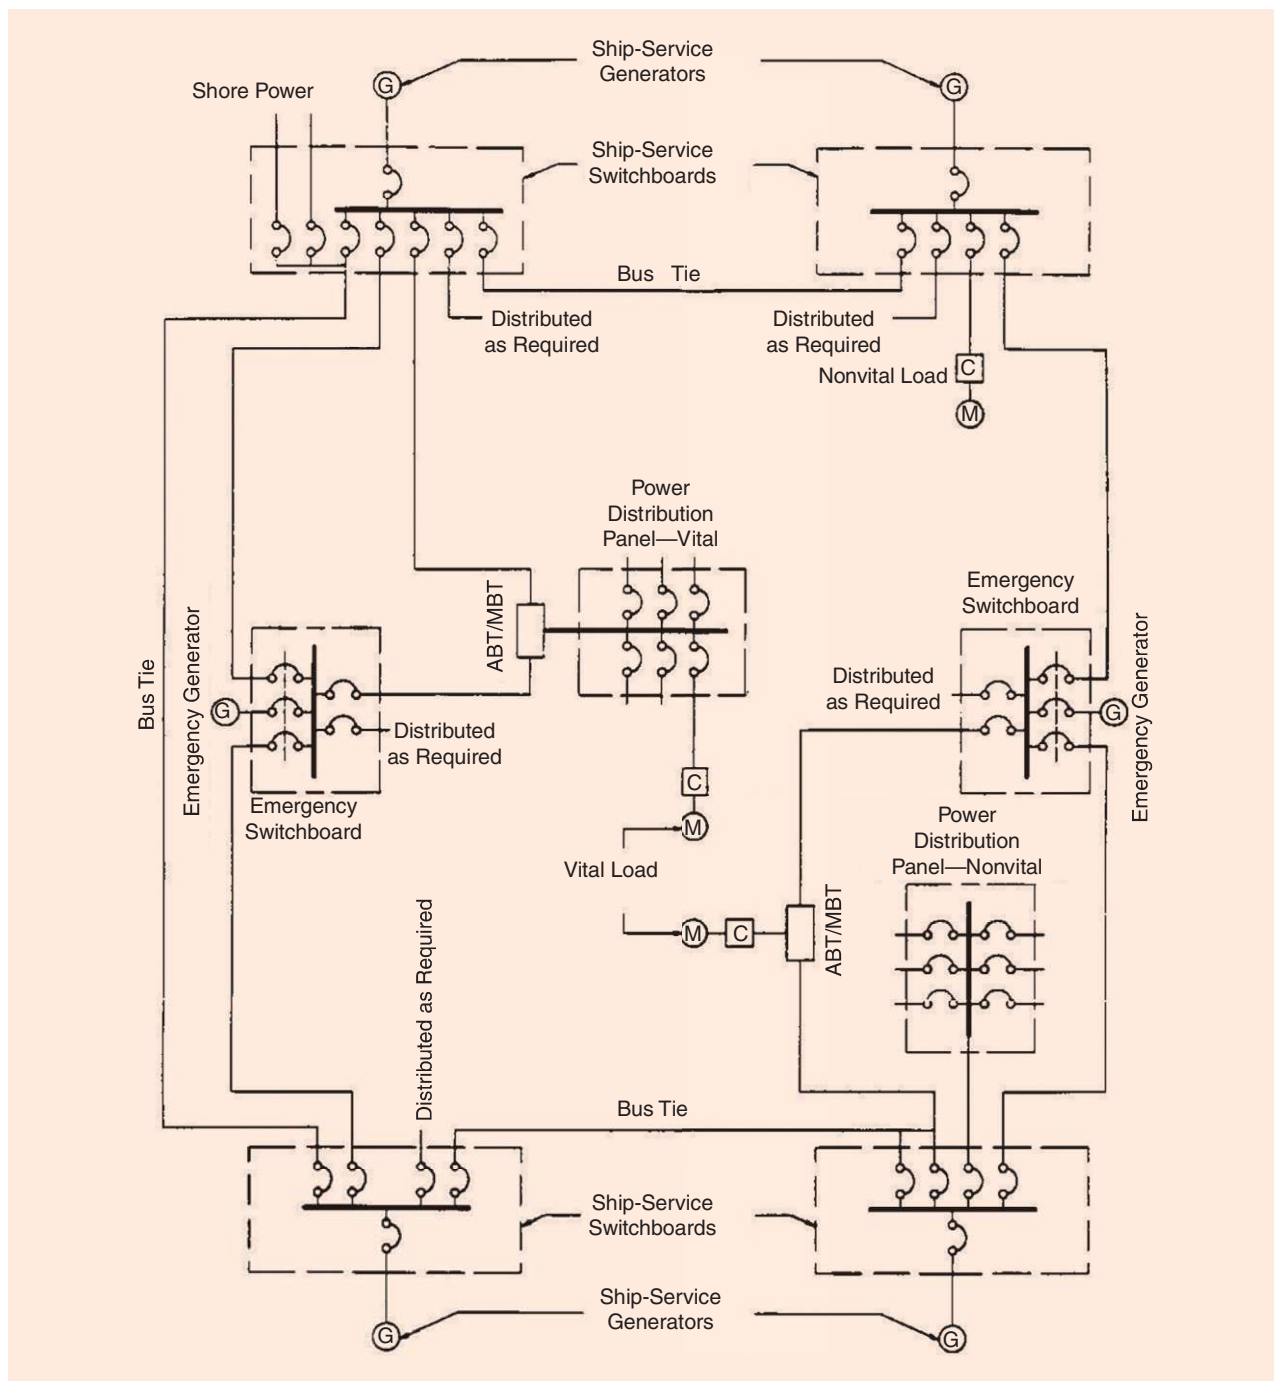 Ship-Service
Generators
G
G
Shore Power
Ship-Service
Switchboards
Bus Tie
Distributed
as Required
Distributed
as Required
Nonvital Load
C
M
Power
Distribution
Panel—Vital
ABT/MBT
Emergency
Switchboard
Bus Tie
Emergency Generator
G
Distributed
as Required
Emergency
Switchboard
Distributed
as Required
G
Emergency Generator
C
M
Vital Load
M
C
ABT/MBT
Power
Distribution
Panel—Nonvital
Distributed as Required
Bus Tie
Ship-Service
Switchboards
Ship-Service
Generators
G
G